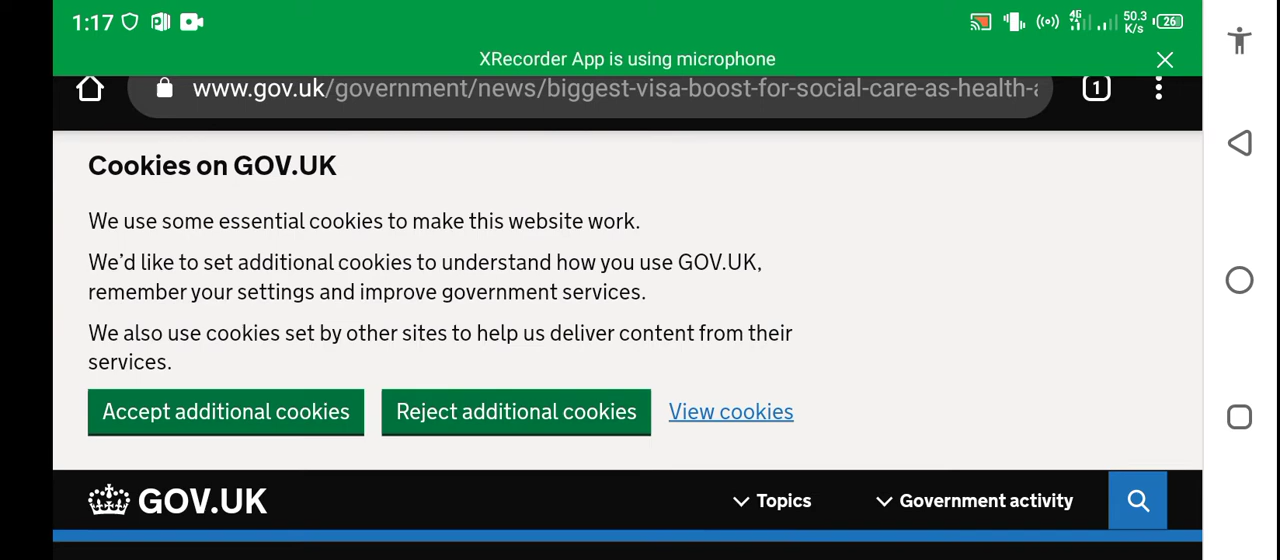 1:17
4G
50.3
K/s
26
XRecorder App is using microphone
www.gov.uk/government/news/biggest-visa-boost-for-social-care-as-health-
1
Cookies on GOV.UK
We use some essential cookies to make this website work.
We'd like to set additional cookies to understand how you use GOV.UK,
remember your settings and improve government services.
We also use cookies set by other sites to help us deliver content from their
services.
Accept additional cookies Reject additional cookies View cookies
GOV.UK Topics Government activity